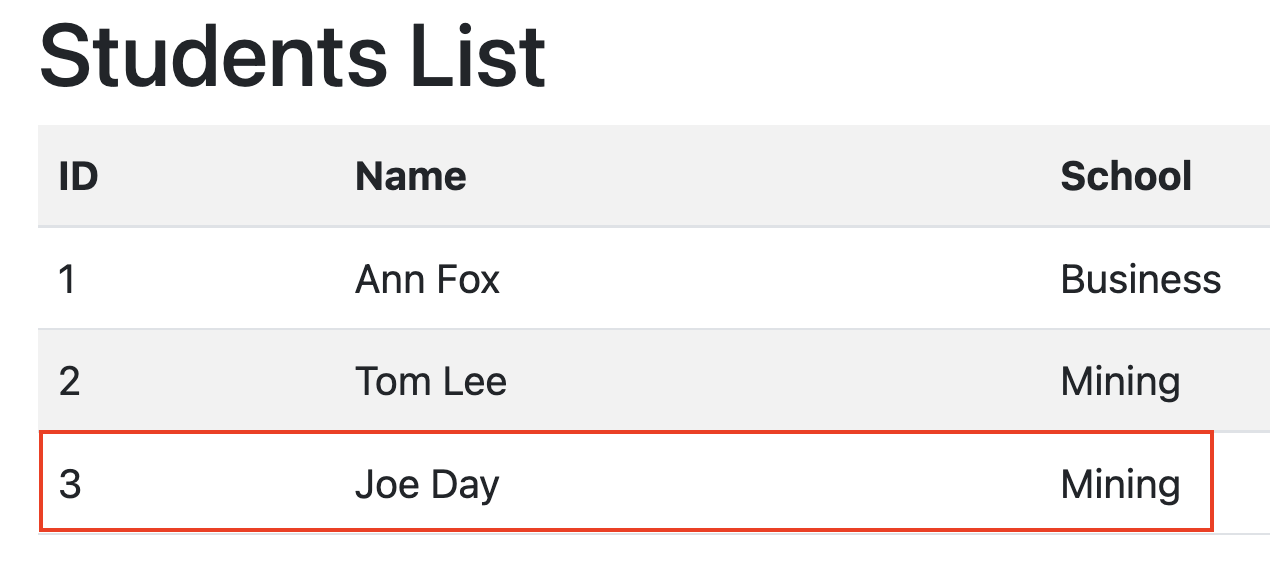 Students List
ID Name School
1 Ann Fox Business
2 Tom Lee Mining
3 Joe Day Mining